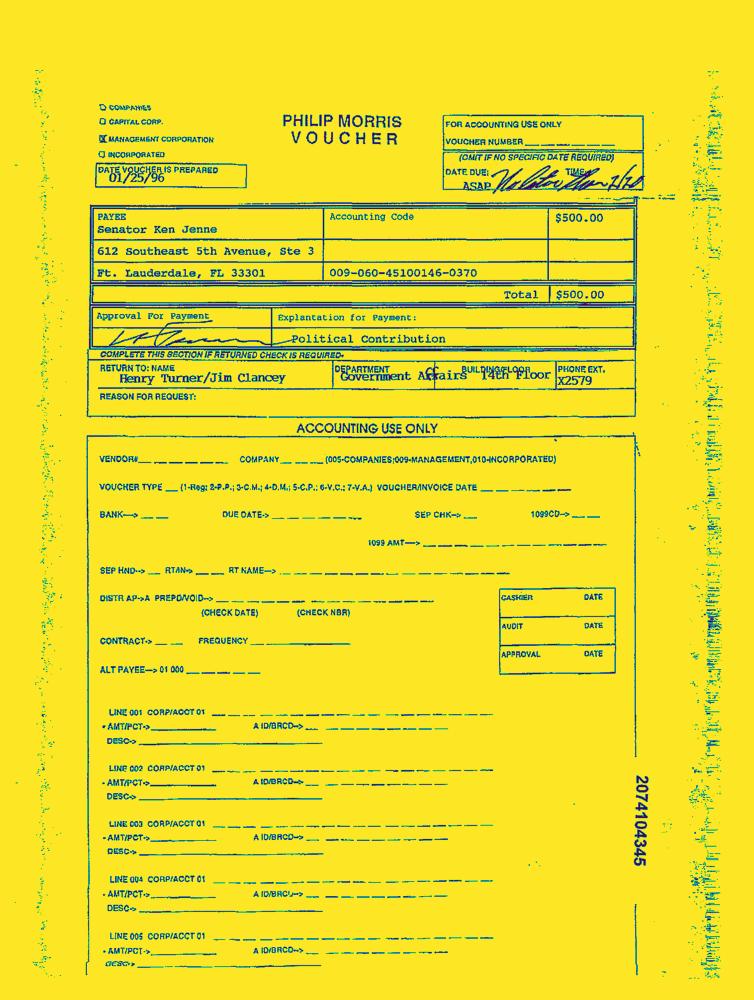 COMPANIES
CAPITAL CORP.
MANAGEMENT CORPORATION
INCORPORATED
DATE VOUCHER IS PREPARED
01/25/96
PHILIP MORRIS
VOUCHER
FOR ACCOUNTING USE ONLY
VOUCHER NUMBER
(OMIT IF NO SPECIFIC DATE REQUIRED)
DATE DUE: TIME:
ASAP
PAYEE Accounting Code $500.00
Senator Ken Jenne
612 Southeast 5th Avenue, Ste 3
Ft. Lauderdale, FL 33301 009-060-45100146-0370
Total $500.00
Approval For Payment Explantation for Payment:
Political Contribution
COMPLETE THIS SECTION IF RETURNED CHECK IS REQUIRED.
RETURN TO: NAME DEPARTMENT BUILDING/FLOOR PHONE EXT.
Henry Turner/Jim Clancey Government Affairs 14th Floor X2579
REASON FOR REQUEST:
ACCOUNTING USE ONLY
VENDOR# COMPANY (005-COMPANIES;009-MANAGEMENT,010-INCORPORATED)
VOUCHER TYPE (1-Reg; 2-P.P.; 3-C.M.; 4-D.M.; 5-C.P.; 6-V.C.; 7-V.A.) VOUCHER/INVOICE DATE
BANK--> DUE DATE-> SEP CHK--> 1099CD-->
1099 AMT-->
SEP HND--> RT/IN-> RT NAME-->
DISTR AP->A PREPD/VOID-->
(CHECK DATE) (CHECK NBR)
CASHIER DATE
AUDIT DATE
APPROVAL DATE
CONTRACT-> FREQUENCY
ALT PAYEE--> 01 000
LINE 001 CORP/ACCT 01
AMT/PCT-> A ID/BRCD-->
DESC->
LINE 002 CORP/ACCT 01
AMT/PCT-> A ID/BRCD-->
DESC->
LINE 003 CORP/ACCT 01
AMT/PCT-> A ID/BRCD-->
DESC->
LINE 004 CORP/ACCT 01
AMT/PCT-> A ID/BRCD-->
DESC->
LINE 005 CORP/ACCT 01
AMT/PCT-> A ID/BRCD-->
DESC->
2074104345